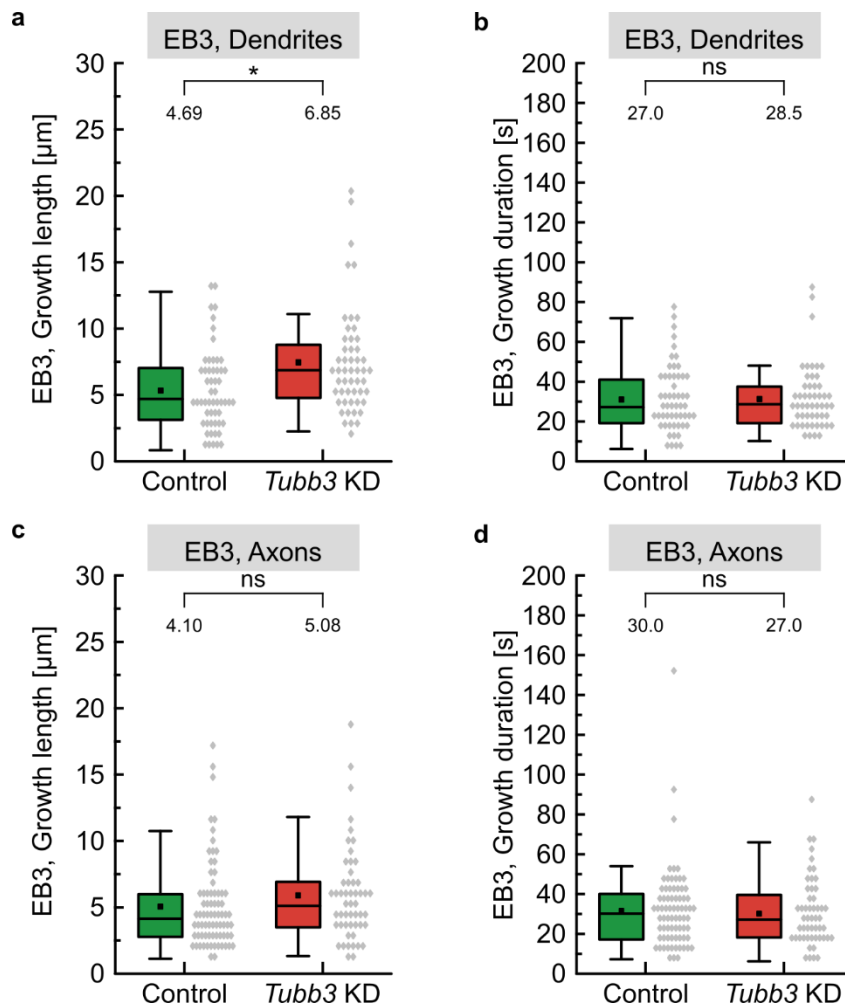 a
EB3, Dendrites
EB3, Growth length [µm]
30
25
20
15
10
5
0
*
4.69
6.85
Control
Tubb3 KD
b
EB3, Dendrites
EB3, Growth duration [s]
200
180
160
140
120
100
80
60
40
20
0
ns
27.0
28.5
Control
Tubb3 KD
c
EB3, Axons
EB3, Growth length [µm]
30
25
20
15
10
5
0
ns
4.10
5.08
Control
Tubb3 KD
d
EB3, Axons
EB3, Growth duration [s]
200
180
160
140
120
100
80
60
40
20
0
ns
30.0
27.0
Control
Tubb3 KD